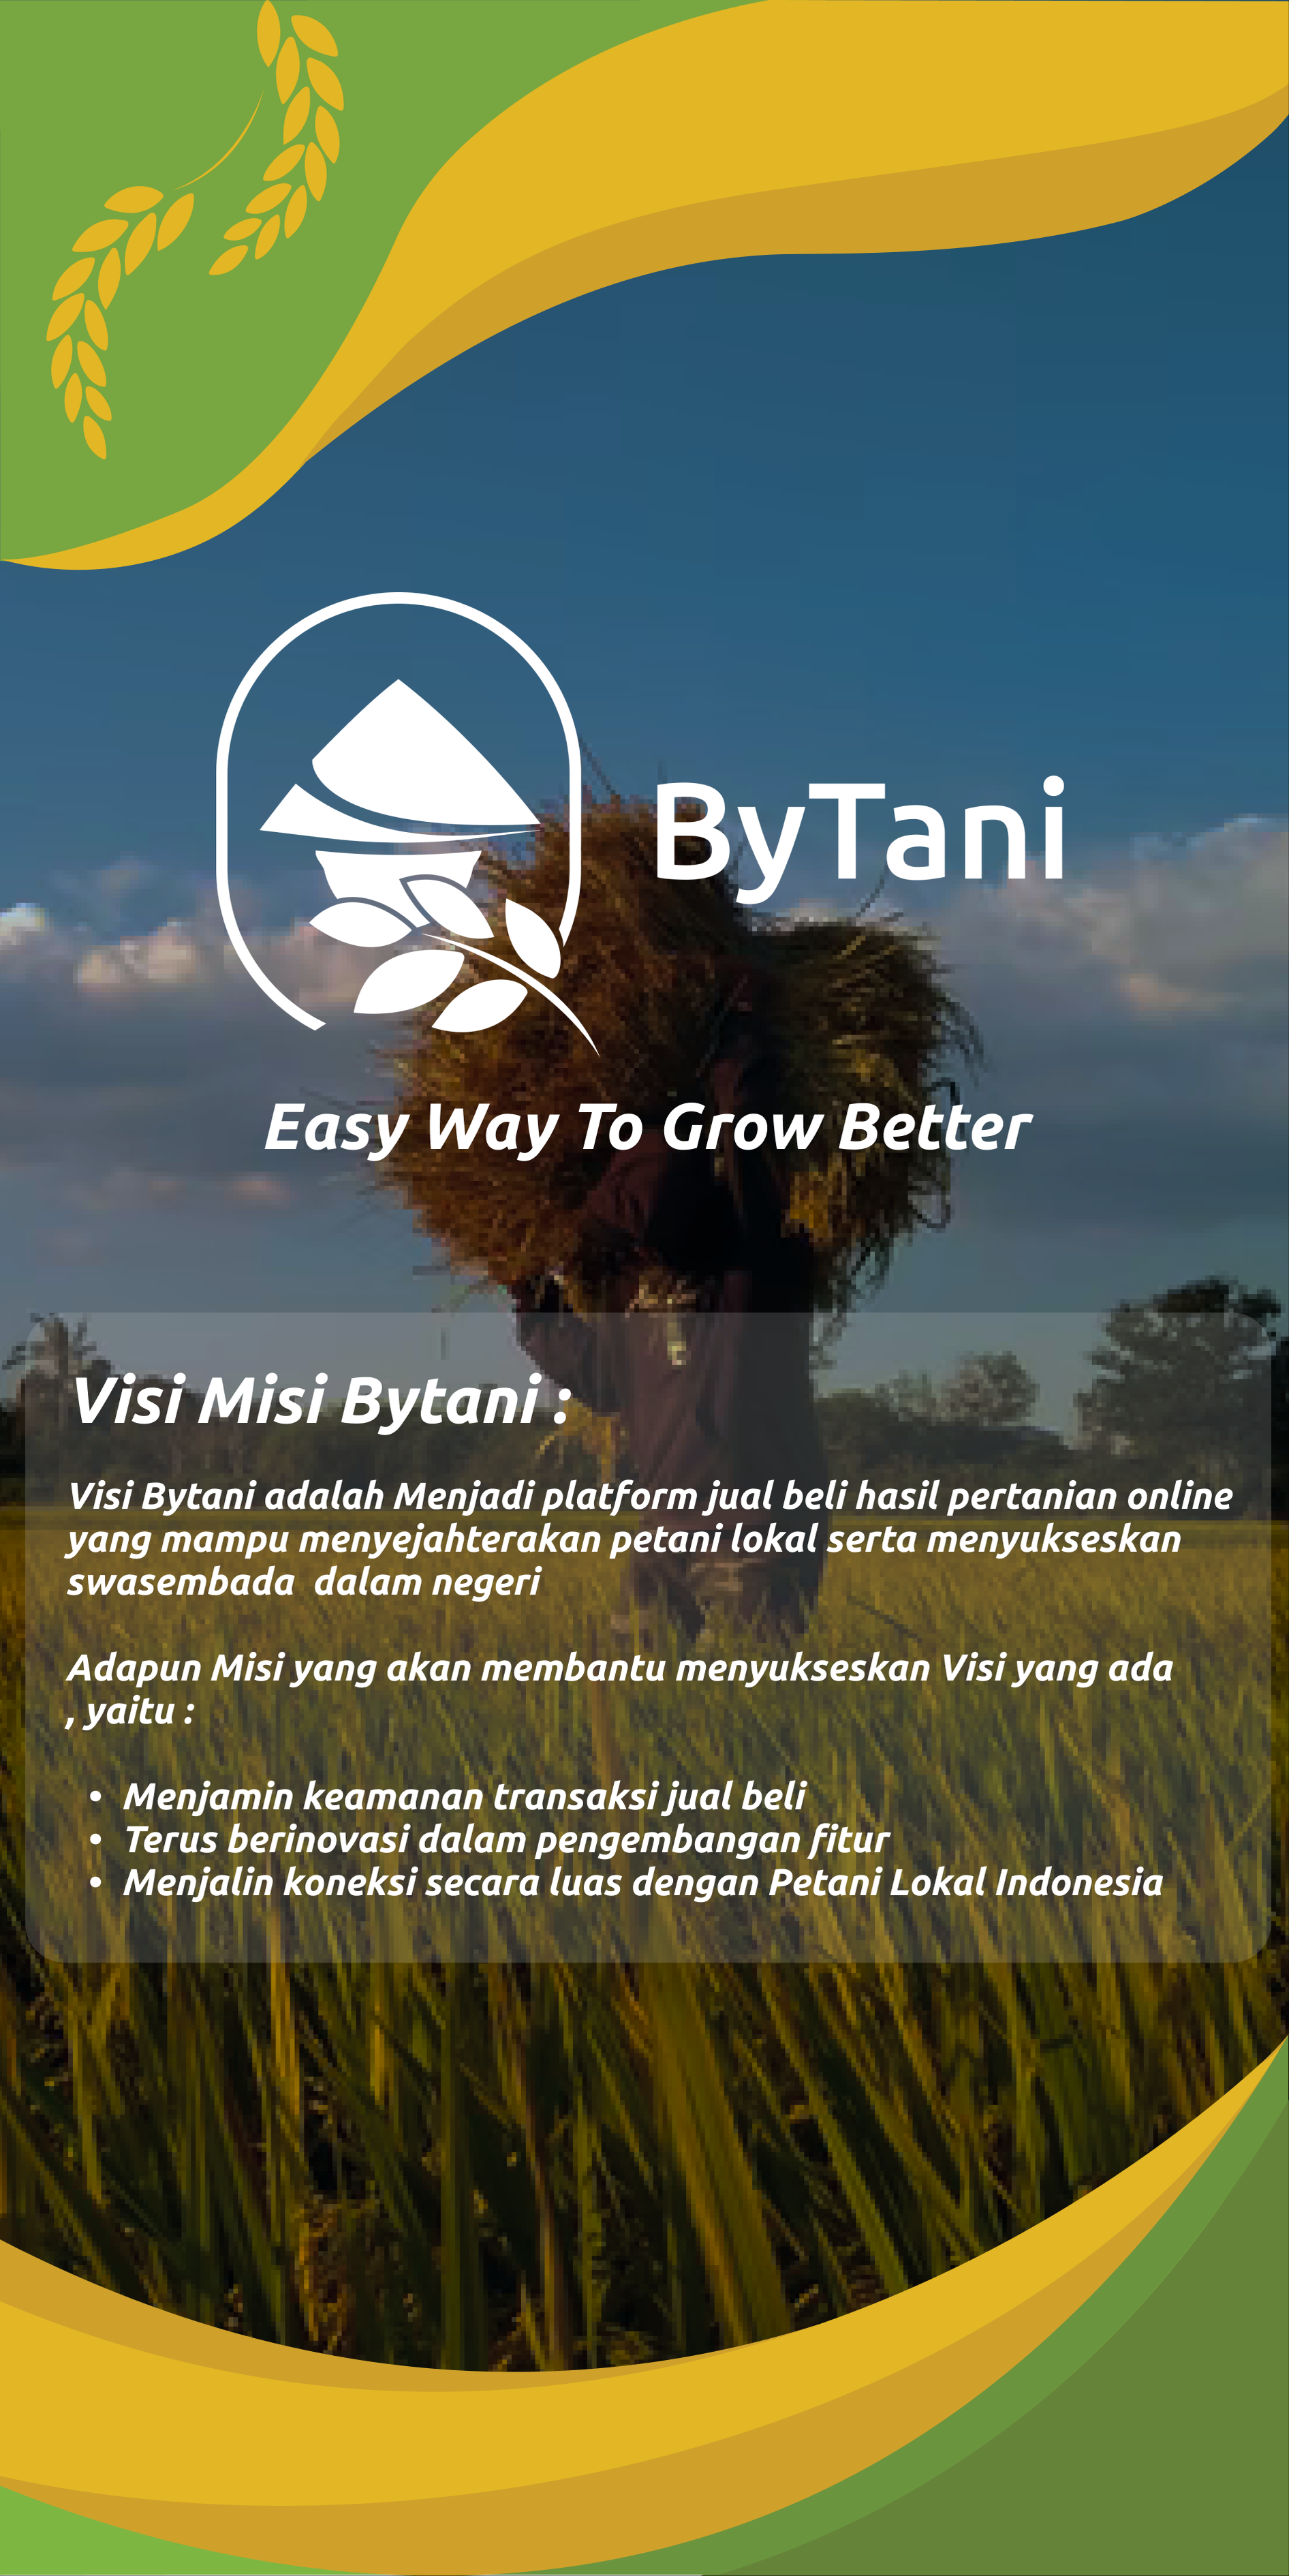 ByTani
Easy Way To Grow Better
Visi Misi Bytani :
Visi Bytani adalah Menjadi platform jual beli hasil pertanian online
yang mampu menyejahterakan petani lokal serta menyukseskan
swasembada  dalam negeri
Adapun Misi yang akan membantu menyukseskan Visi yang ada
, yaitu :
• Menjamin keamanan transaksi jual beli
• Terus berinovasi dalam pengembangan fitur
• Menjalin koneksi secara luas dengan Petani Lokal Indonesia